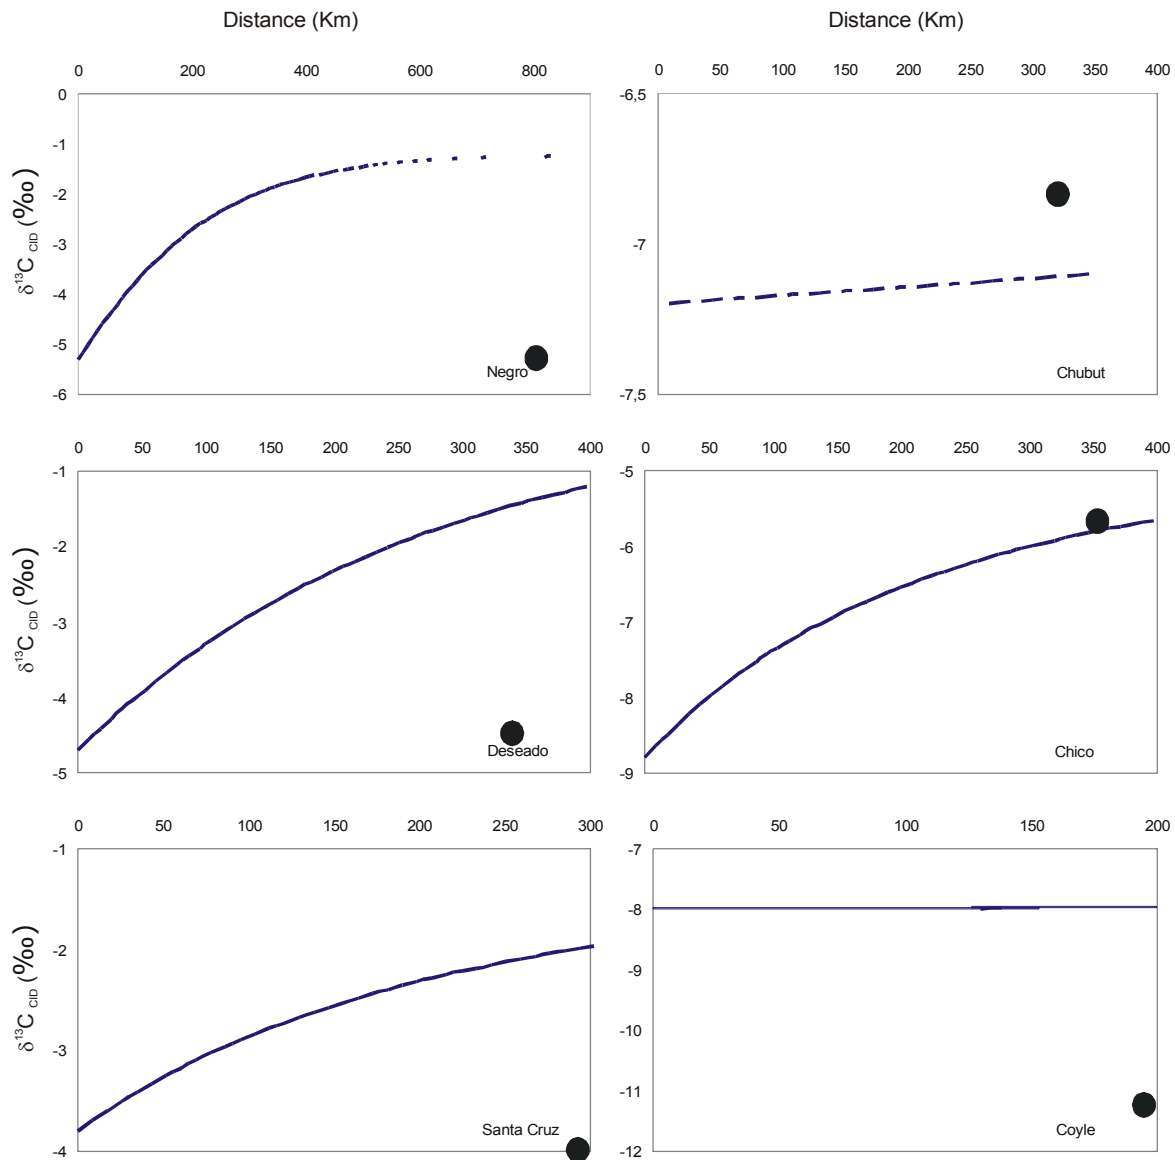 Distance (Km)
Distance (Km)
0 200 400 600 800
0 50 100 150 200 250 300 350 400
0
-1
-2
-3
-4
-5
-6
δ¹³C CID (‰)
Negro
-6,5
-7
-7,5
Chubut
0 50 100 150 200 250 300 350 400
0 50 100 150 200 250 300 350 400
-1
-2
-3
-4
-5
δ¹³C CID (‰)
Deseado
-5
-6
-7
-8
-9
Chico
0 50 100 150 200 250 300
0 50 100 150 200
-1
-2
-3
-4
δ¹³C CID (‰)
Santa Cruz
-7
-8
-9
-10
-11
-12
Coyle